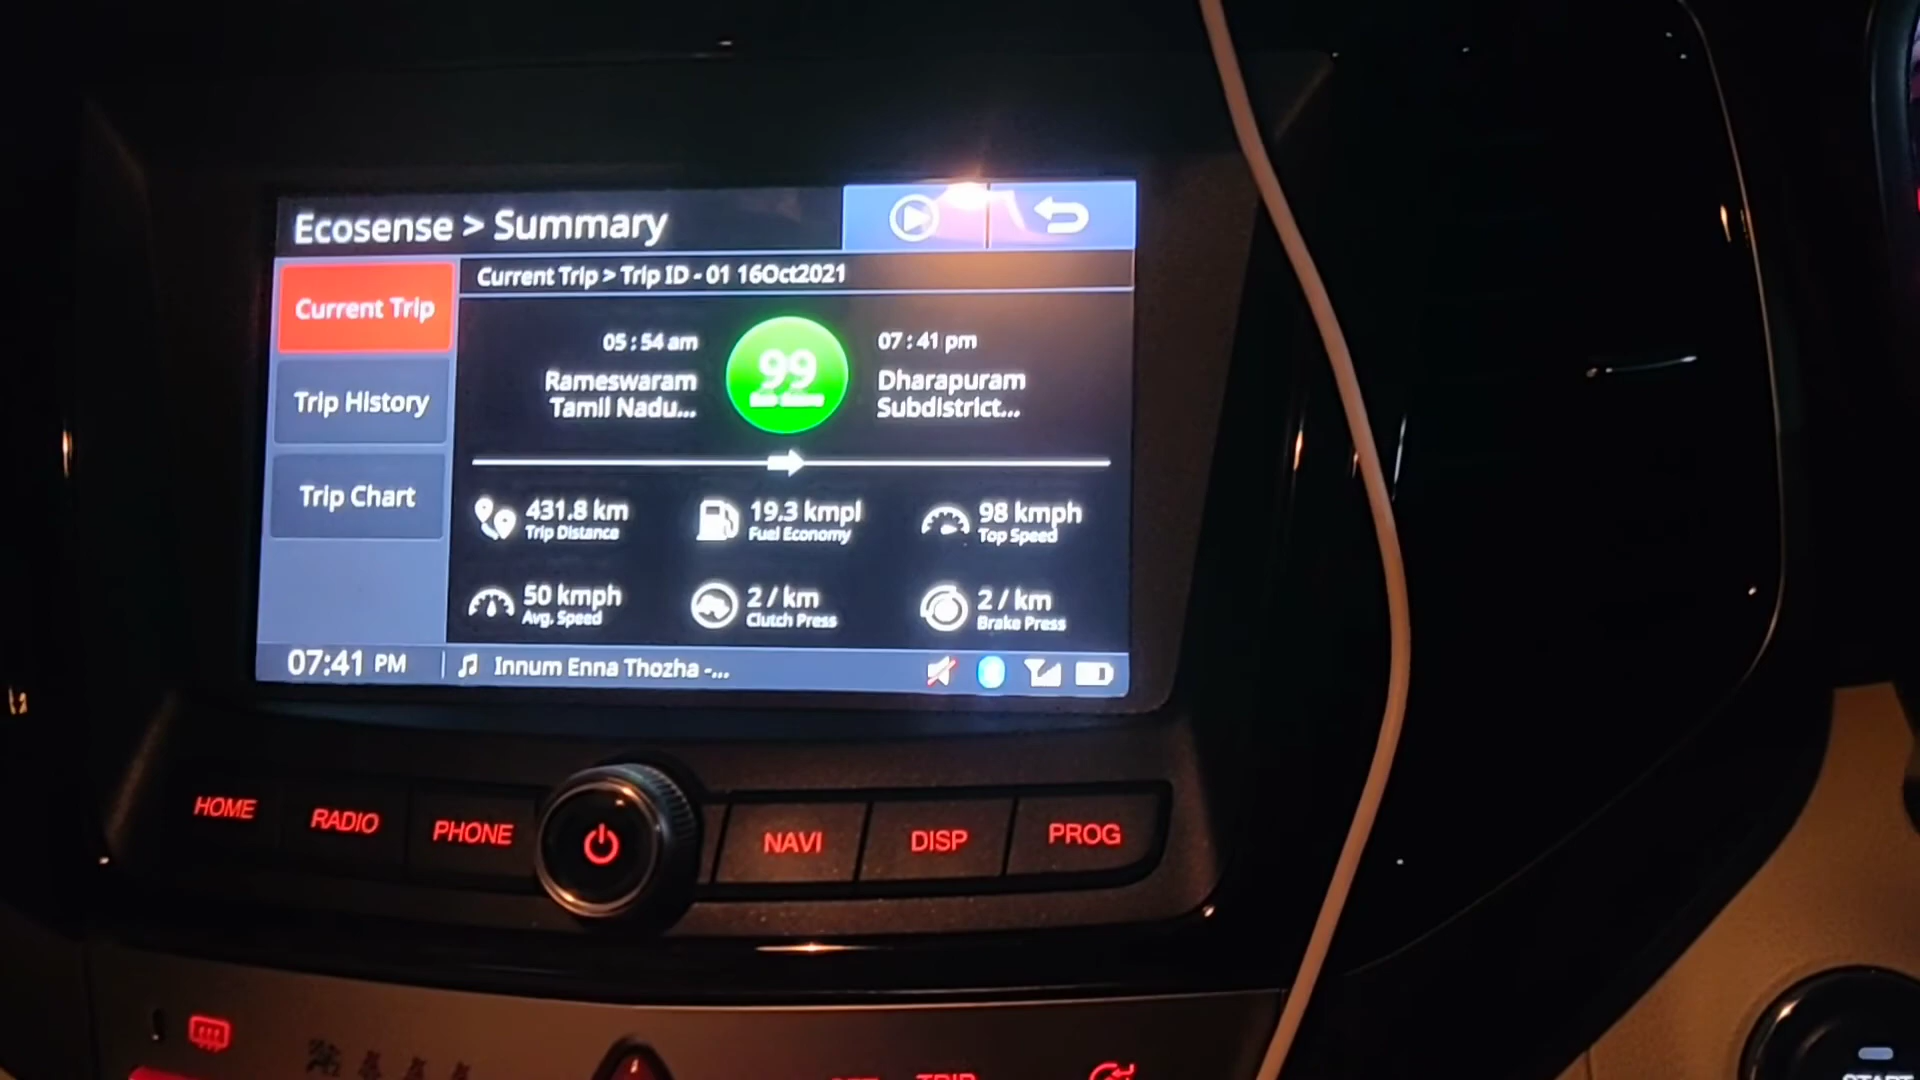 Ecosense > Summary
Current Trip
Trip History
Trip Chart
Current Trip > Trip ID - 01 16Oct2021
05 : 54 am
Rameswaram
Tamil Nadu...
99
07 : 41 pm
Dharapuram
Subdistrict...
431.8 km
Trip Distance
19.3 kmpl
Fuel Economy
98 kmph
Top Speed
50 kmph
Avg. Speed
2 / km
Clutch Press
2 / km
Brake Press
07:41 PM
Innum Enna Thozha -...
HOME
RADIO
PHONE
NAVI
DISP
PROG
TRIP
START